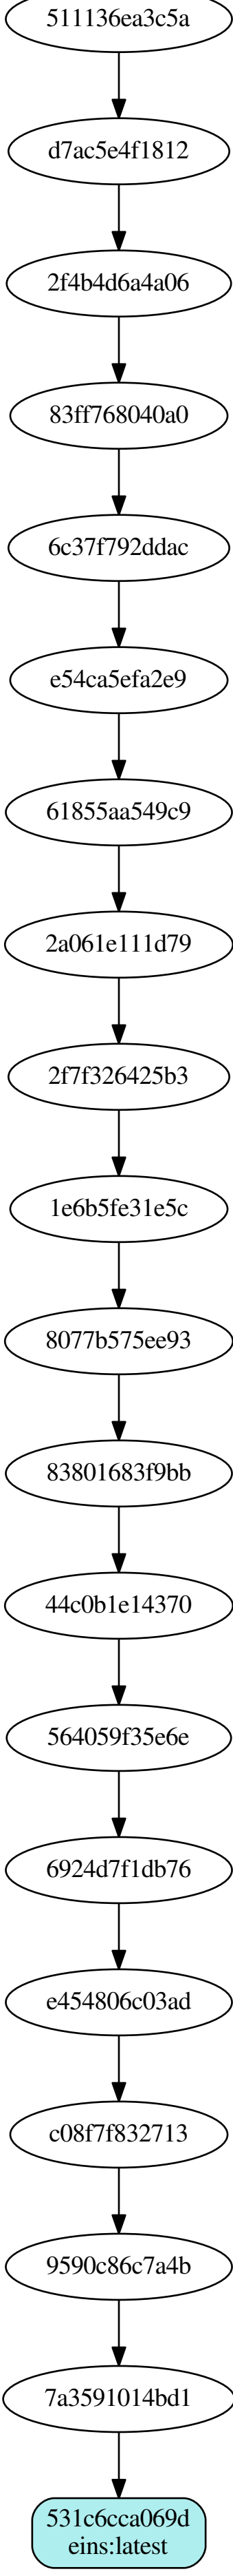 511136ea3c5a
d7ac5e4f1812
2f4b4d6a4a06
83ff768040a0
6c37f792ddac
e54ca5efa2e9
61855aa549c9
2a061e111d79
2f7f326425b3
1e6b5fe31e5c
8077b575ee93
83801683f9bb
44c0b1e14370
564059f35e6e
6924d7f1db76
e454806c03ad
c08f7f832713
9590c86c7a4b
7a3591014bd1
531c6cca069d
eins:latest